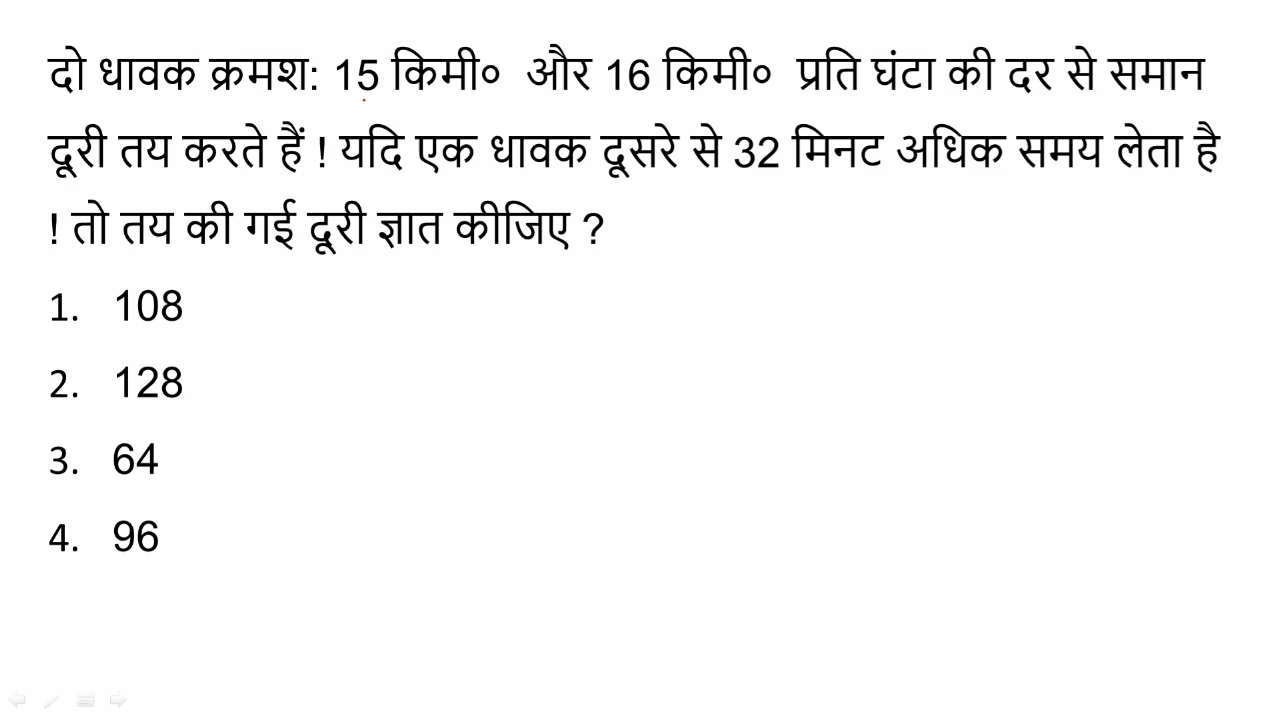 दो धावक क्रमश: 15 किमी० और 16 किमी० प्रति घंटा की दर से समान
दूरी तय करते हैं ! यदि एक धावक दूसरे से 32 मिनट अधिक समय लेता है
! तो तय की गई दूरी ज्ञात कीजिए ?
1. 108
2. 128
3. 64
4. 96